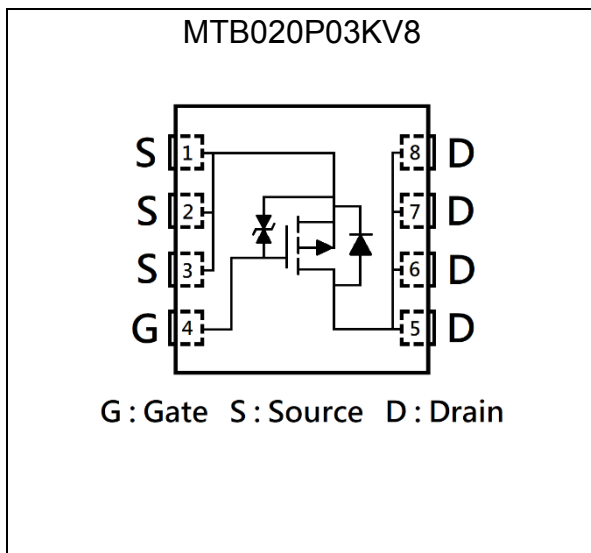 MTB020P03KV8
S 1 8 D
S 2 7 D
S 3 6 D
G 4 5 D
G : Gate S : Source D : Drain